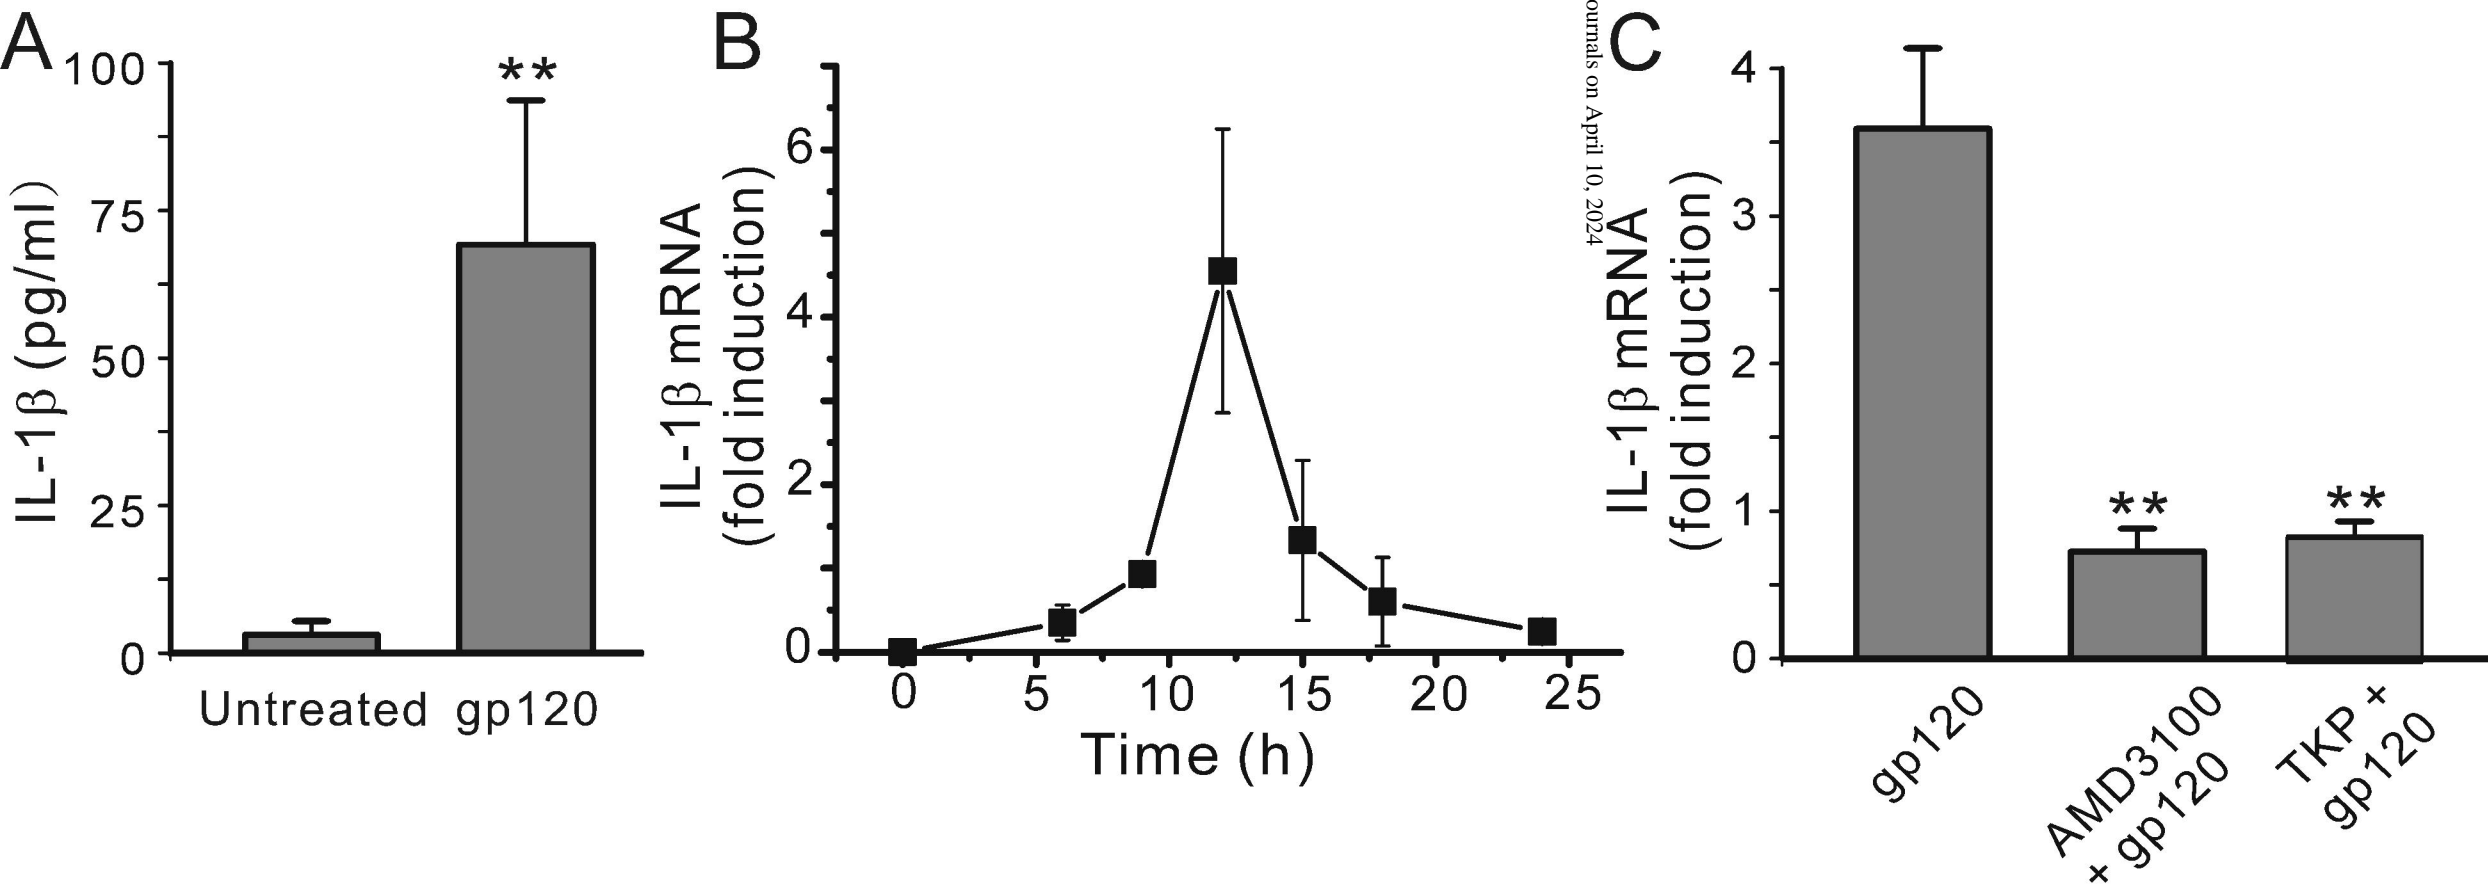 A
100
75
50
25
0
IL-1β (pg/ml)
**
Untreated gp120
B
6
4
2
0
IL-1β mRNA
(fold induction)
0 5 10 15 20 25
Time (h)
ournals on April 10, 2024
C
4
3
2
1
0
IL-1β mRNA
(fold induction)
** **
gp120
AMD3100
+ gp120
TKP +
gp120